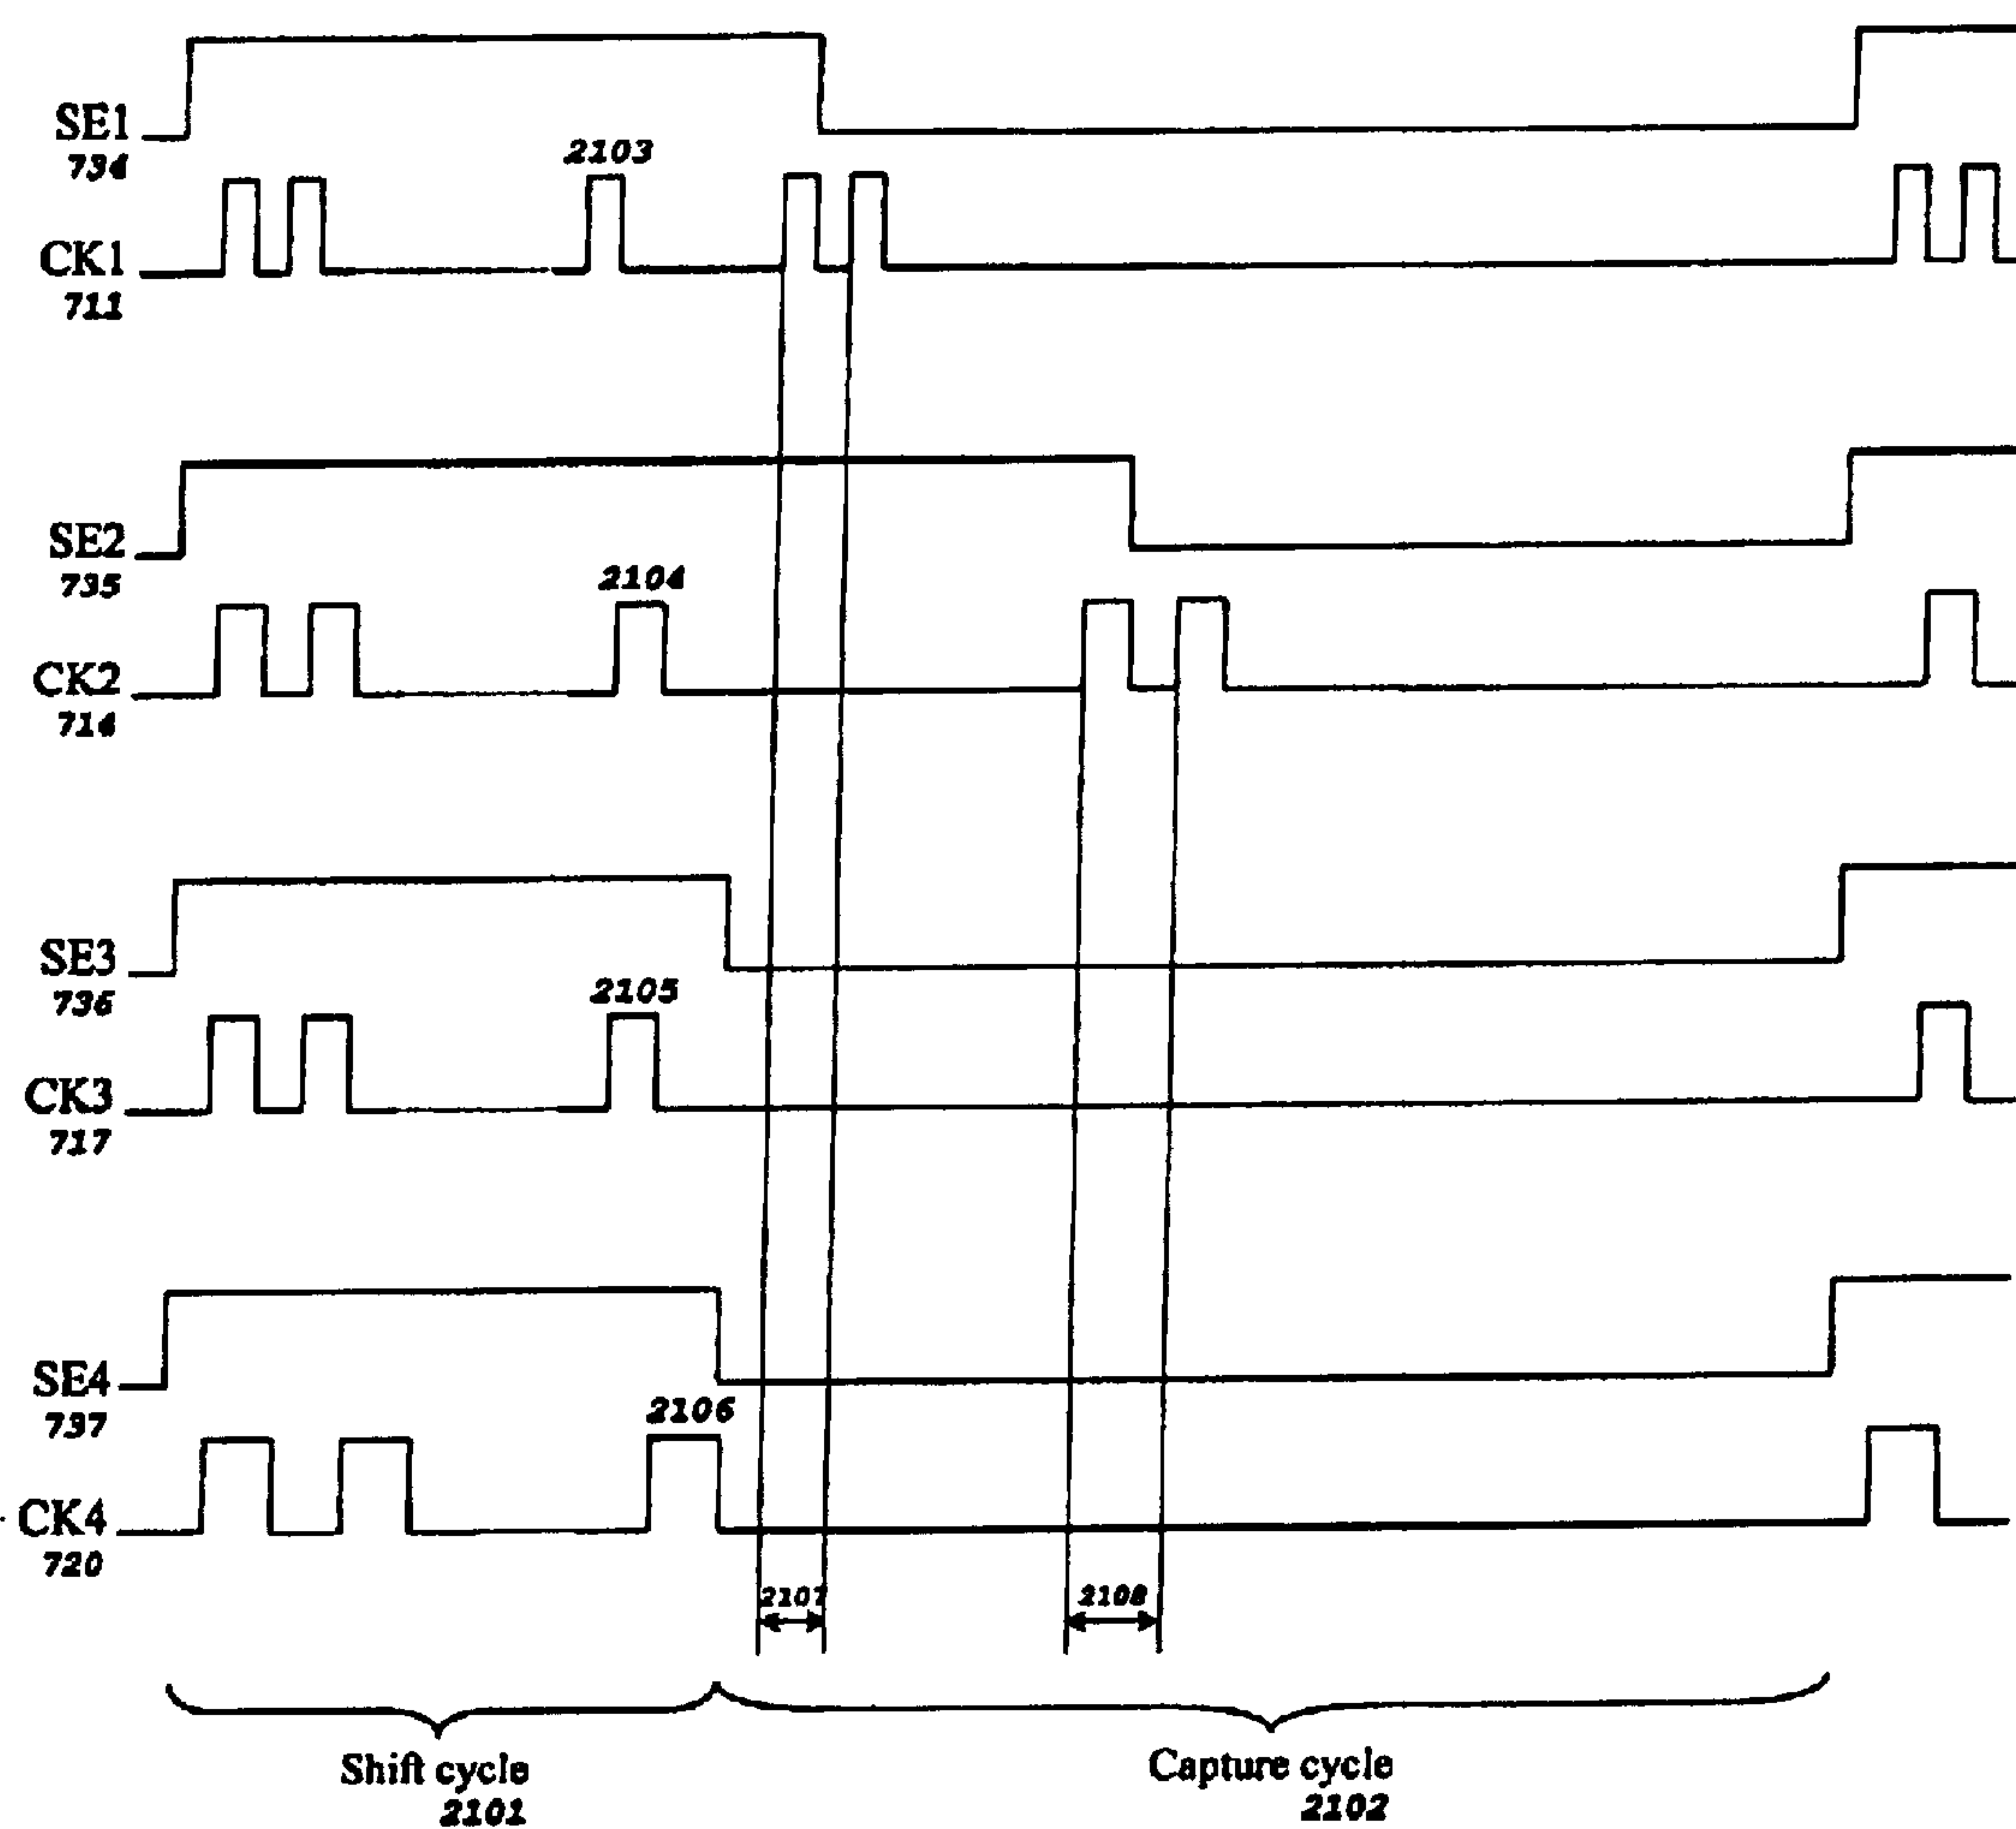 SE1
734
2103
CK1
711
SE2
735
2104
CK2
714
SE3
736
2105
CK3
717
SE4
737
2106
CK4
720
2107
2108
Shift cycle
2101
Capture cycle
2102